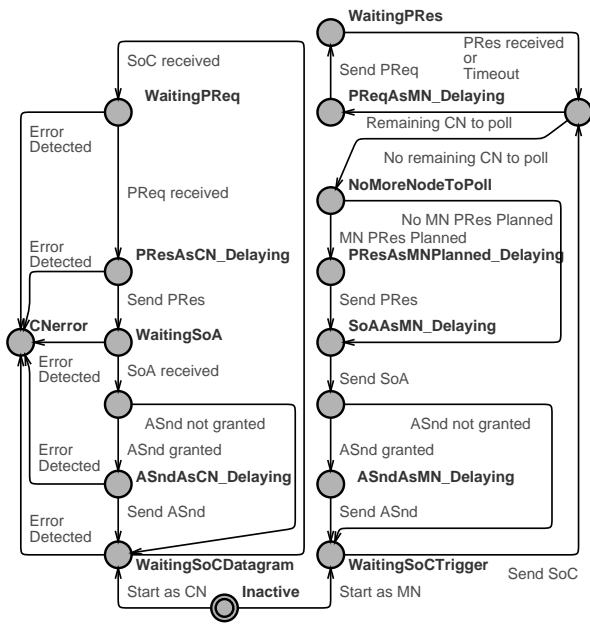 WaitingPRes
SoC received
PRes received
or
Timeout
Send PReq
WaitingPReq
PReqAsMN_Delaying
Error
Detected
Remaining CN to poll
No remaining CN to poll
NoMoreNodeToPoll
PReq received
No MN PRes Planned
MN PRes Planned
Error
Detected
PResAsCN_Delaying
PResAsMNPlanned_Delaying
Send PRes
Send PRes
CNerror
WaitingSoA
SoAAsMN_Delaying
Error
Detected
SoA received
Send SoA
ASnd not granted
ASnd not granted
Error
Detected
ASnd granted
ASnd granted
ASndAsCN_Delaying
ASndAsMN_Delaying
Error
Detected
Send ASnd
Send ASnd
WaitingSoCDatagram
WaitingSoCTrigger
Send SoC
Start as CN
Inactive
Start as MN